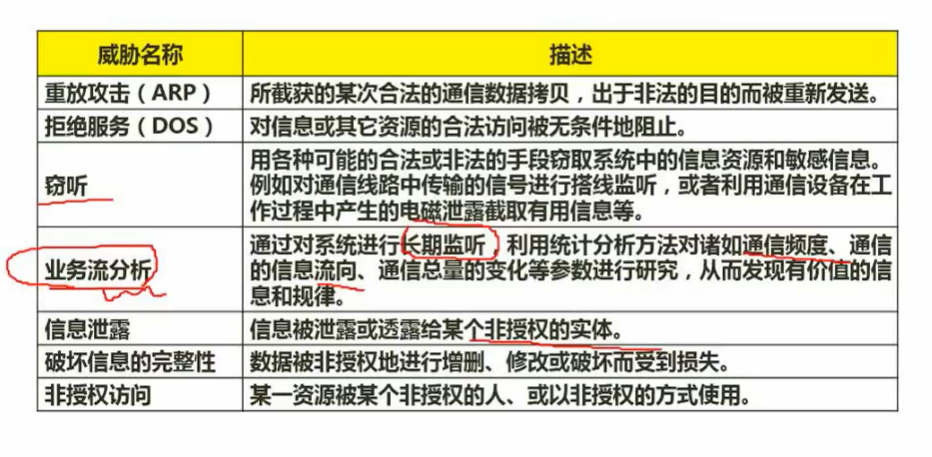 威胁名称 描述
重放攻击（ARP） 所截获的某次合法的通信数据拷贝，出于非法的目的而被重新发送。
拒绝服务（DOS） 对信息或其它资源的合法访问被无条件地阻止。
窃听 用各种可能的合法或非法的手段窃取系统中的信息资源和敏感信息。
例如对通信线路中传输的信号进行搭线监听，或者利用通信设备在工
作过程中产生的电磁泄露截取有用信息等。
业务流分析 通过对系统进行长期监听，利用统计分析方法对诸如通信频度、通信
的信息流向、通信总量的变化等参数进行研究，从而发现有价值的信
息和规律。
信息泄露 信息被泄露或透露给某个非授权的实体。
破坏信息的完整性 数据被非授权地进行增删、修改或破坏而受到损失。
非授权访问 某一资源被某个非授权的人、或以非授权的方式使用。